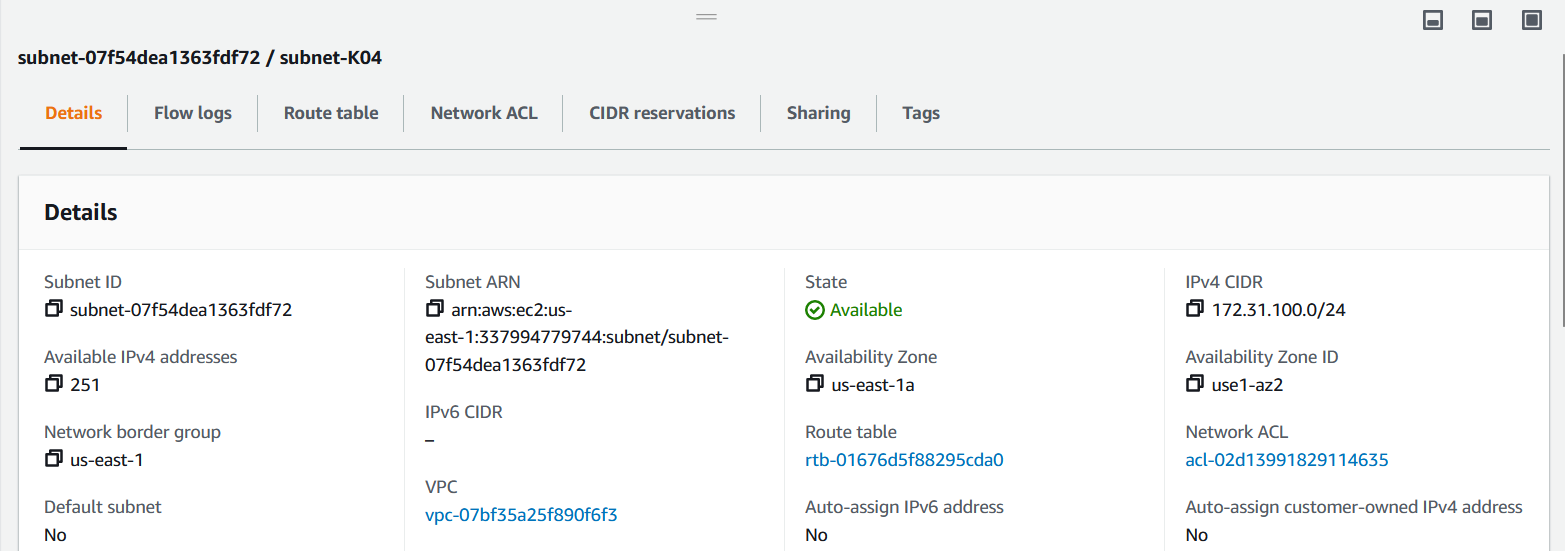 subnet-07f54dea1363fdf72 / subnet-K04
Details
Flow logs
Route table
Network ACL
CIDR reservations
Sharing
Tags
Details
Subnet ID
subnet-07f54dea1363fdf72
Available IPv4 addresses
251
Network border group
us-east-1
Default subnet
No
Subnet ARN
arn:aws:ec2:us-
east-1:337994779744:subnet/subnet-
07f54dea1363fdf72
IPv6 CIDR
–
VPC
vpc-07bf35a25f890f6f3
State
Available
Availability Zone
us-east-1a
Route table
rtb-01676d5f88295cda0
Auto-assign IPv6 address
No
IPv4 CIDR
172.31.100.0/24
Availability Zone ID
use1-az2
Network ACL
acl-02d13991829114635
Auto-assign customer-owned IPv4 address
No